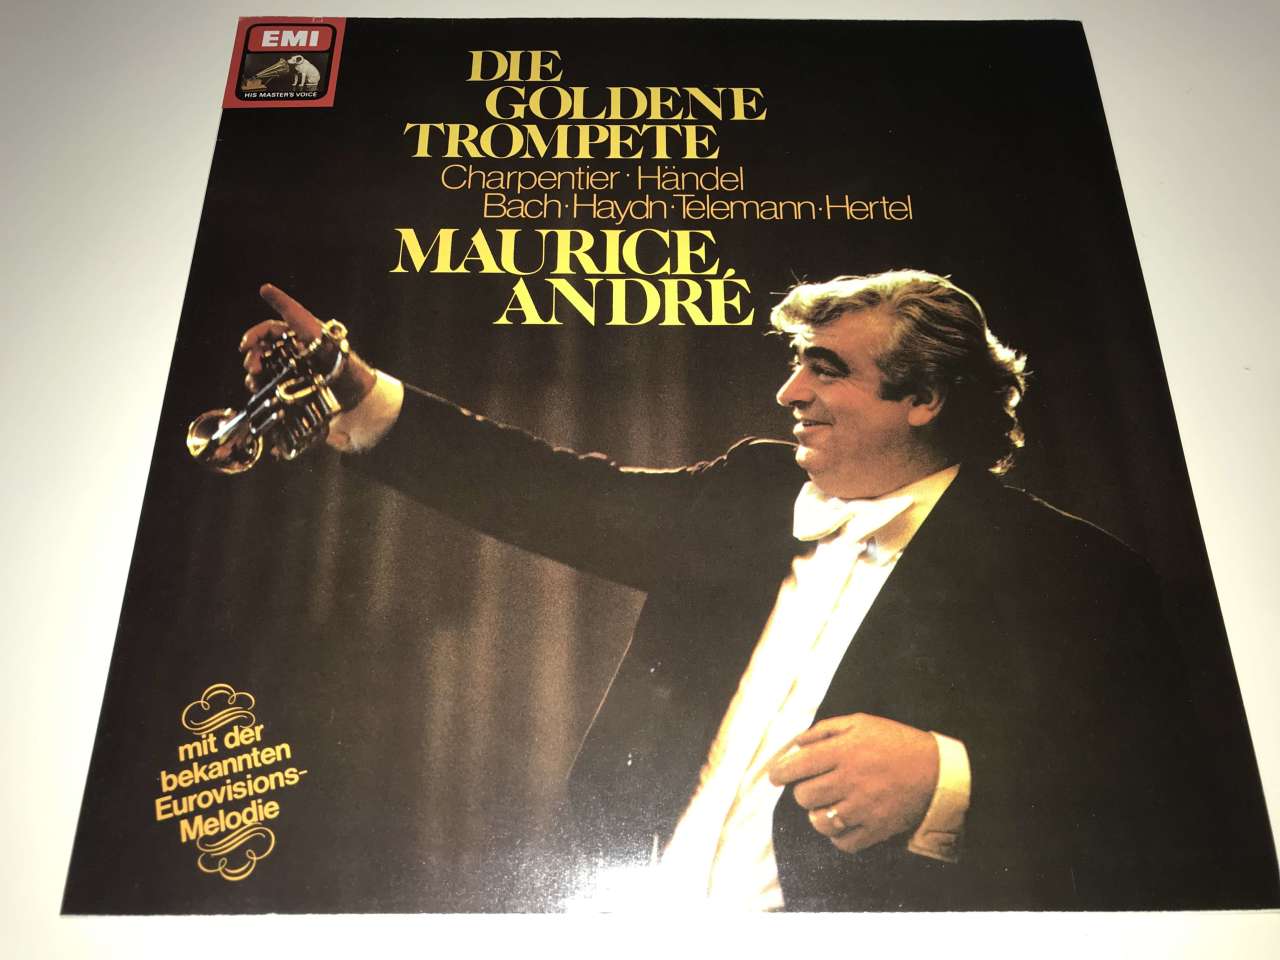 EMI
HIS MASTER'S VOICE
DIE
GOLDENE
TROMPETE
Charpentier · Händel
Bach · Haydn · Telemann · Hertel
MAURICE
ANDRÉ
mit der
bekannten
Eurovisions-
Melodie